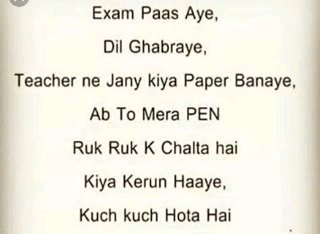 Exam Paas Aye,
Dil Ghabraye,
Teacher ne Jany kiya Paper Banaye,
Ab To Mera PEN
Ruk Ruk K Chalta hai
Kiya Kerun Haaye,
Kuch kuch Hota Hai